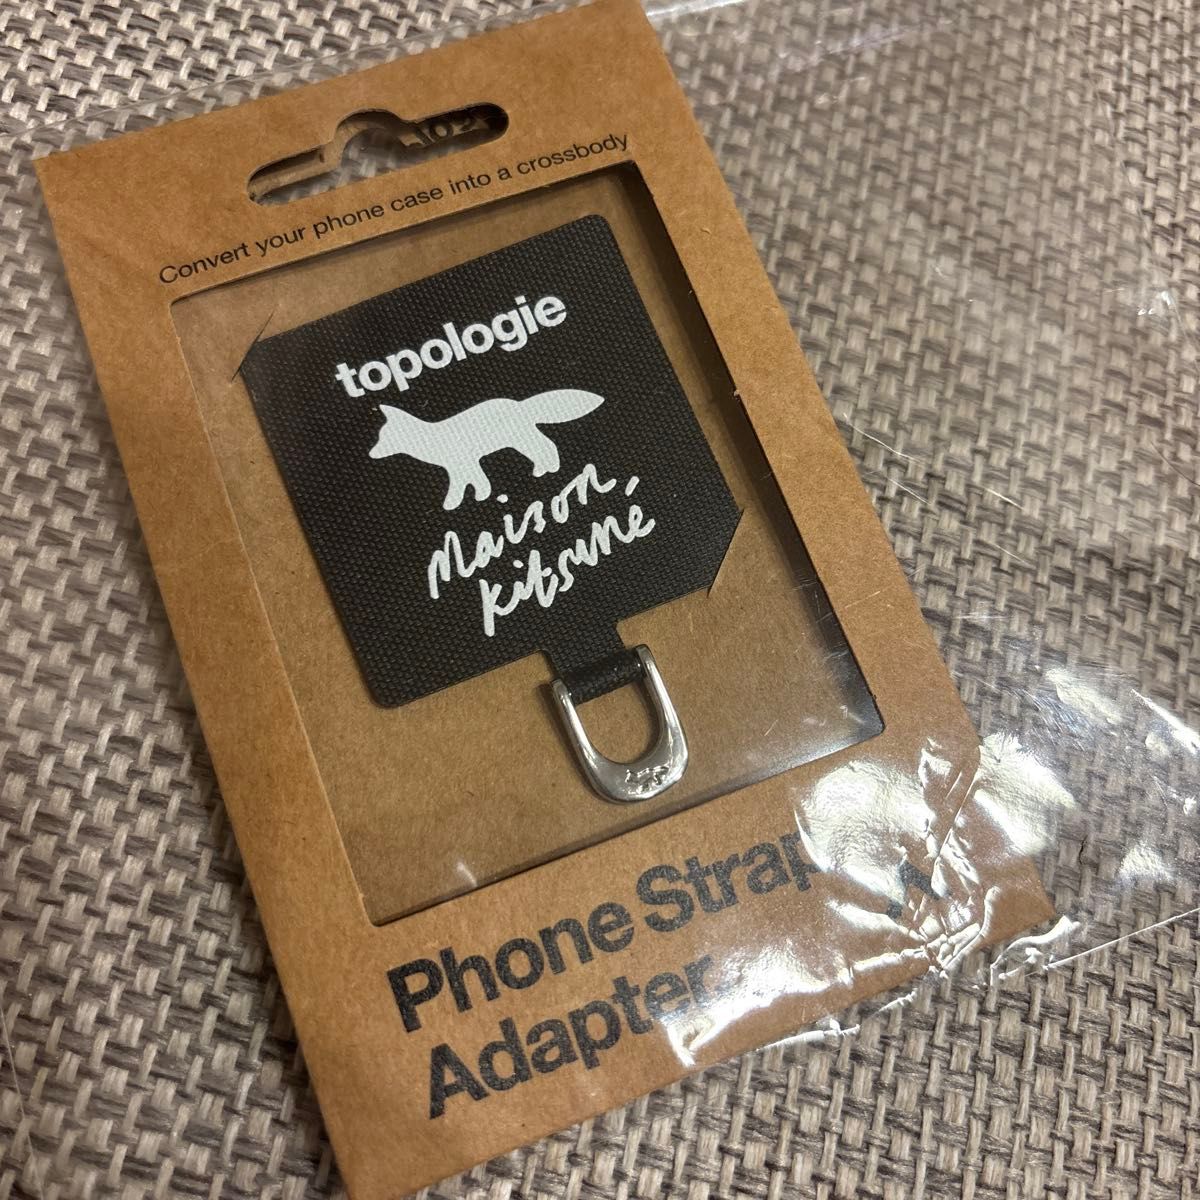 Convert your phone case into a crossbody
topologie
Maison
Kitsuné
Phone Strap
Adapter